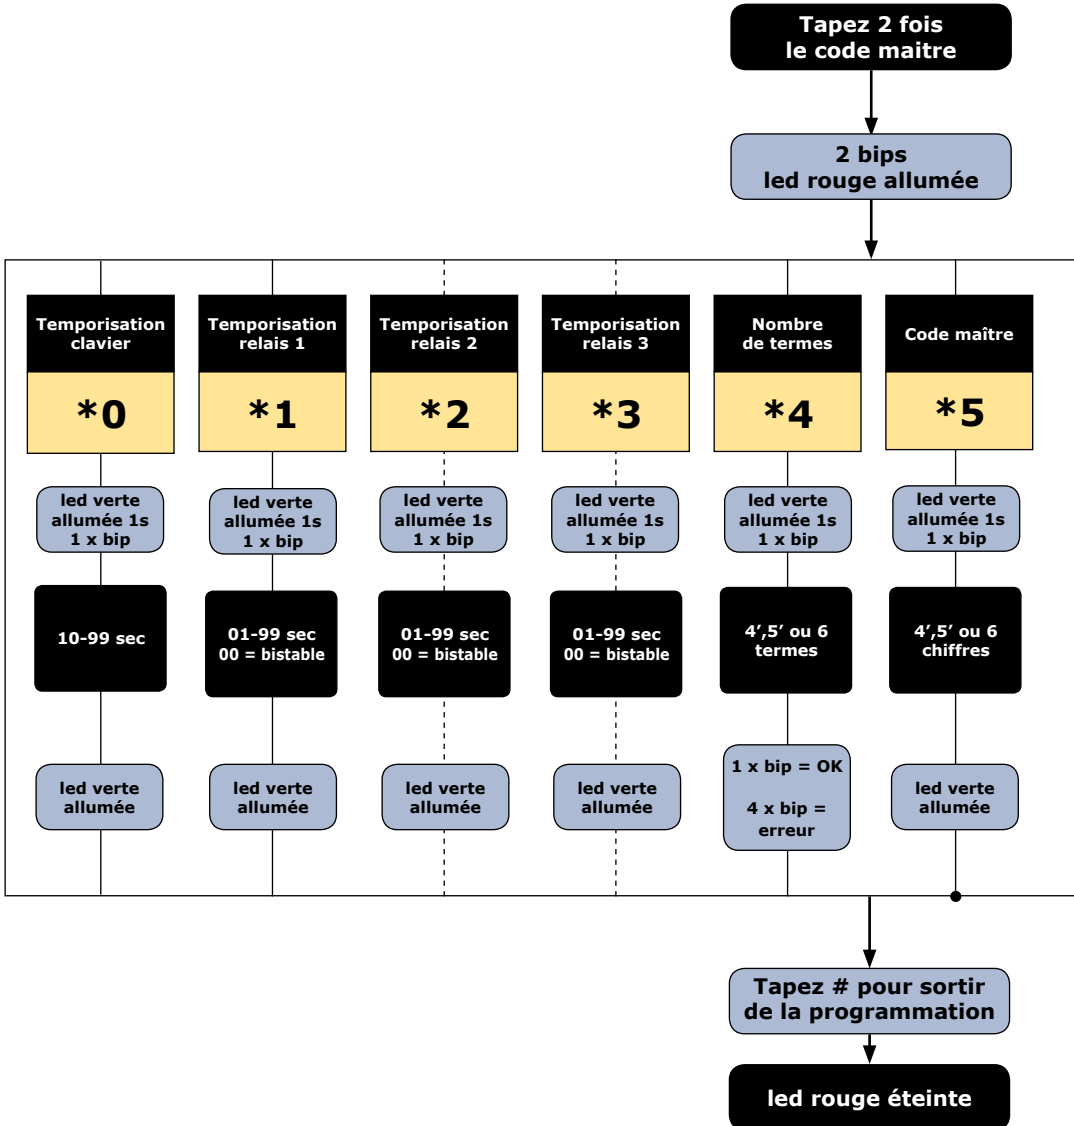 Tapez 2 fois
le code maitre
2 bips
led rouge allumée
Temporisation
clavier
*0
led verte
allumée 1s
1 x bip
10-99 sec
led verte
allumée
Temporisation
relais 1
*1
led verte
allumée 1s
1 x bip
01-99 sec
00 = bistable
led verte
allumée
Temporisation
relais 2
*2
led verte
allumée 1s
1 x bip
01-99 sec
00 = bistable
led verte
allumée
Temporisation
relais 3
*3
led verte
allumée 1s
1 x bip
01-99 sec
00 = bistable
led verte
allumée
Nombre
de termes
*4
led verte
allumée 1s
1 x bip
4’,5’ ou 6
termes
1 x bip = OK
4 x bip =
erreur
Code maître
*5
led verte
allumée 1s
1 x bip
4’,5’ ou 6
chiffres
led verte
allumée
Tapez # pour sortir
de la programmation
led rouge éteinte